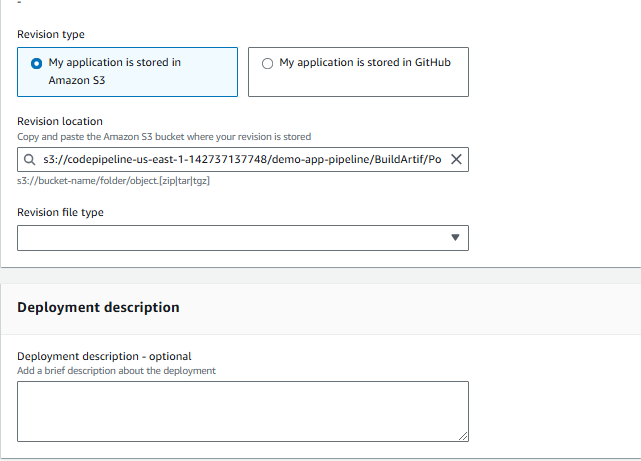 Revision type
My application is stored in
Amazon S3
My application is stored in GitHub
Revision location
Copy and paste the Amazon S3 bucket where your revision is stored
s3://codepipeline-us-east-1-142737137748/demo-app-pipeline/BuildArtif/Po
s3://bucket-name/folder/object.[zip|tar|tgz]
Revision file type
Deployment description
Deployment description - optional
Add a brief description about the deployment